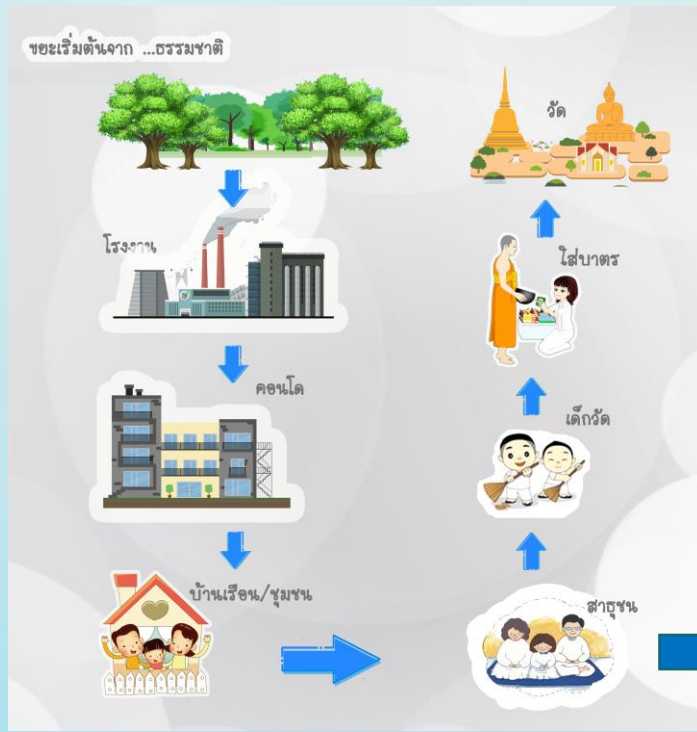 ขยะเริ่มต้นจาก ...ธรรมชาติ
โรงงาน
คอนโด
บ้านเรือน/ชุมชน
สาธุชน
เด็กวัด
ใส่บาตร
วัด